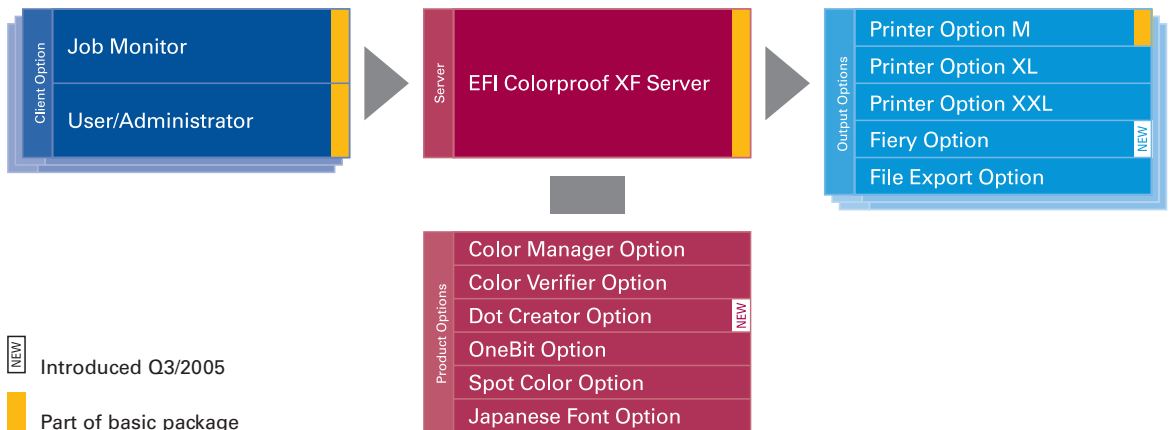 Client Option
Job Monitor
User/Administrator
Server
EFI Colorproof XF Server
Output Options
Printer Option M
Printer Option XL
Printer Option XXL
Fiery Option
NEW
File Export Option
Product Options
Color Manager Option
Color Verifier Option
Dot Creator Option
NEW
OneBit Option
Spot Color Option
Japanese Font Option
NEW
Introduced Q3/2005
Part of basic package